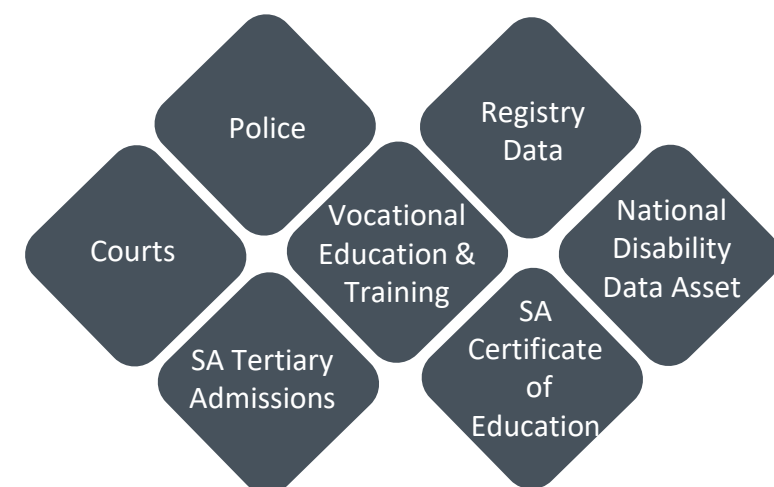 Police
Registry
Data
Courts
Vocational
Education &
Training
National
Disability
Data Asset
SA Tertiary
Admissions
SA
Certificate
of
Education